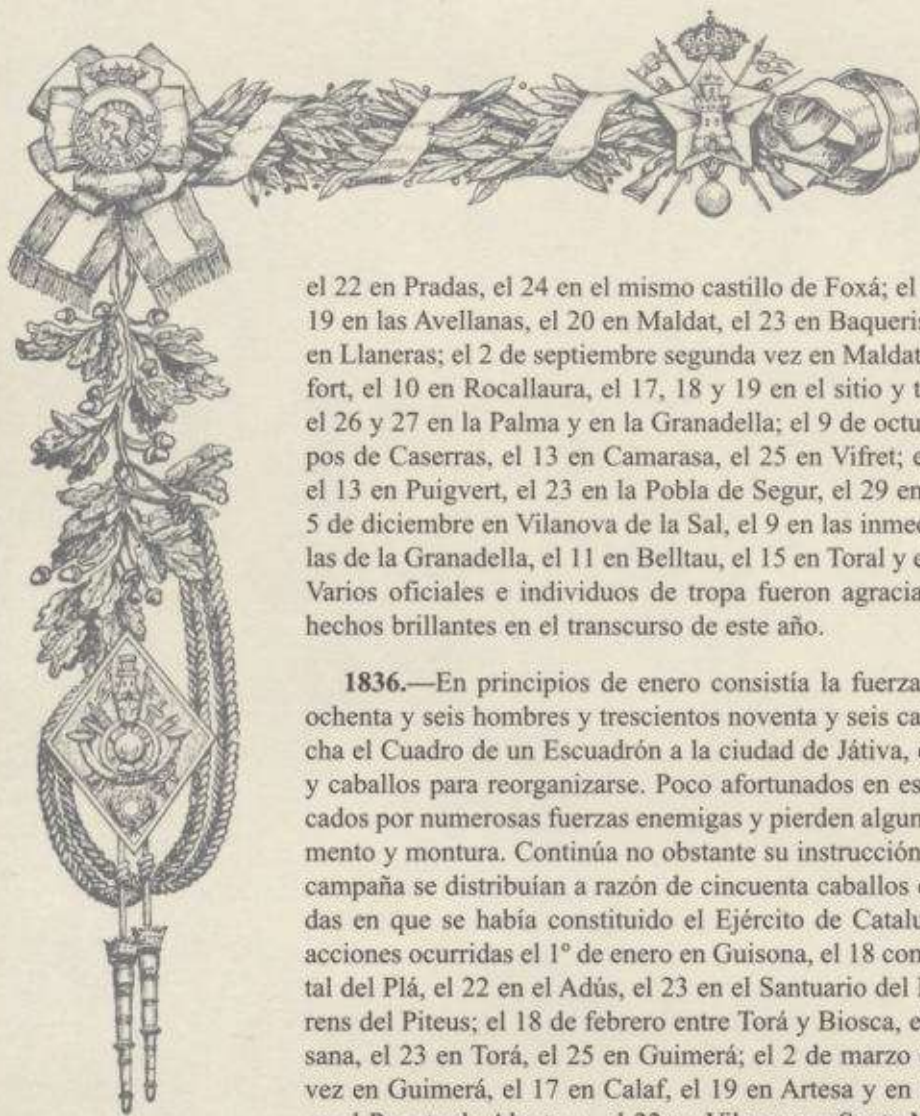 el 22 en Pradas, el 24 en el mismo castillo de Foxá; el
19 en las Avellanas, el 20 en Maldat, el 23 en Baqueris
en Llaneras; el 2 de septiembre segunda vez en Maldat
fort, el 10 en Rocallaura, el 17, 18 y 19 en el sitio y t
el 26 y 27 en la Palma y en la Granadella; el 9 de octu
pos de Caserras, el 13 en Camarasa, el 25 en Vifret; e
el 13 en Puigvert, el 23 en la Pobla de Segur, el 29 en
5 de diciembre en Vilanova de la Sal, el 9 en las inmed
las de la Granadella, el 11 en Belltau, el 15 en Toral y e
Varios oficiales e individuos de tropa fueron agracia
hechos brillantes en el transcurso de este año.
1836.—En principios de enero consistía la fuerza
ochenta y seis hombres y trescientos noventa y seis ca
cha el Cuadro de un Escuadrón a la ciudad de Játiva,
y caballos para reorganizarse. Poco afortunados en es
cados por numerosas fuerzas enemigas y pierden algun
mento y montura. Continúa no obstante su instrucción
campaña se distribuían a razón de cincuenta caballos
das en que se había constituido el Ejército de Catalu
acciones ocurridas el 1º de enero en Guisona, el 18 con
tal del Plá, el 22 en el Adús, el 23 en el Santuario del
rens del Piteus; el 18 de febrero entre Torá y Biosca, e
sana, el 23 en Torá, el 25 en Guimerá; el 2 de marzo
vez en Guimerá, el 17 en Calaf, el 19 en Artesa y en